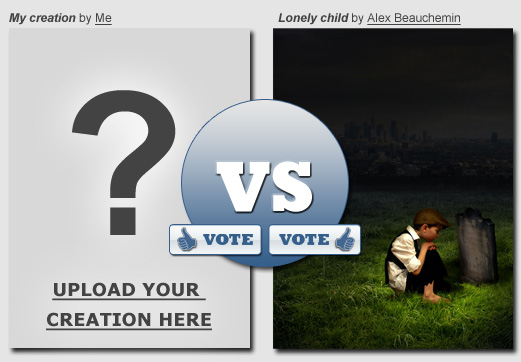 My creation by Me
Lonely child by Alex Beauchemin
?
VS
VOTE
VOTE
UPLOAD YOUR
CREATION HERE